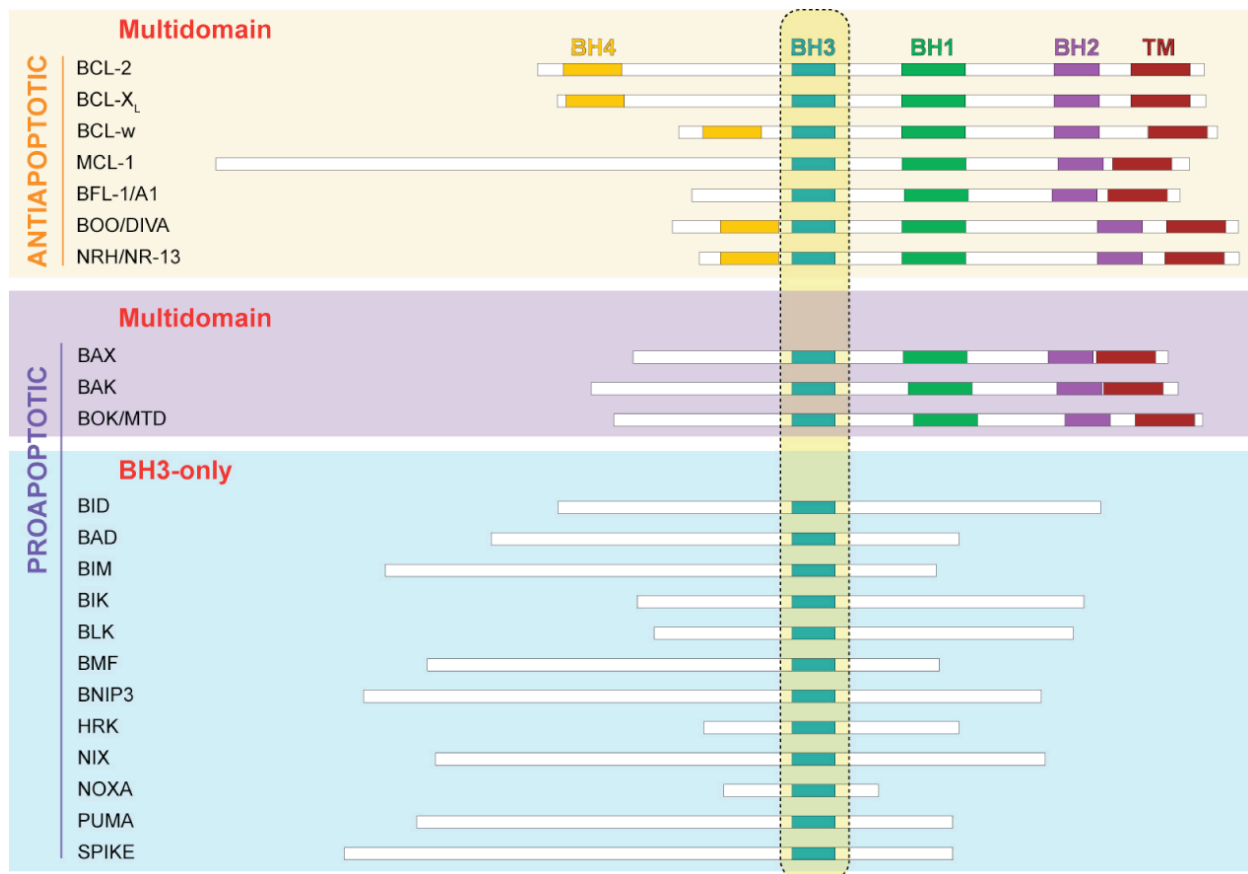 Multidomain
BH4 BH3 BH1 BH2 TM
ANTIAPOPTOTIC
BCL-2
BCL-XL
BCL-w
MCL-1
BFL-1/A1
BOO/DIVA
NRH/NR-13
PROAPOPTOTIC
Multidomain
BAX
BAK
BOK/MTD
BH3-only
BID
BAD
BIM
BIK
BLK
BMF
BNIP3
HRK
NIX
NOXA
PUMA
SPIKE